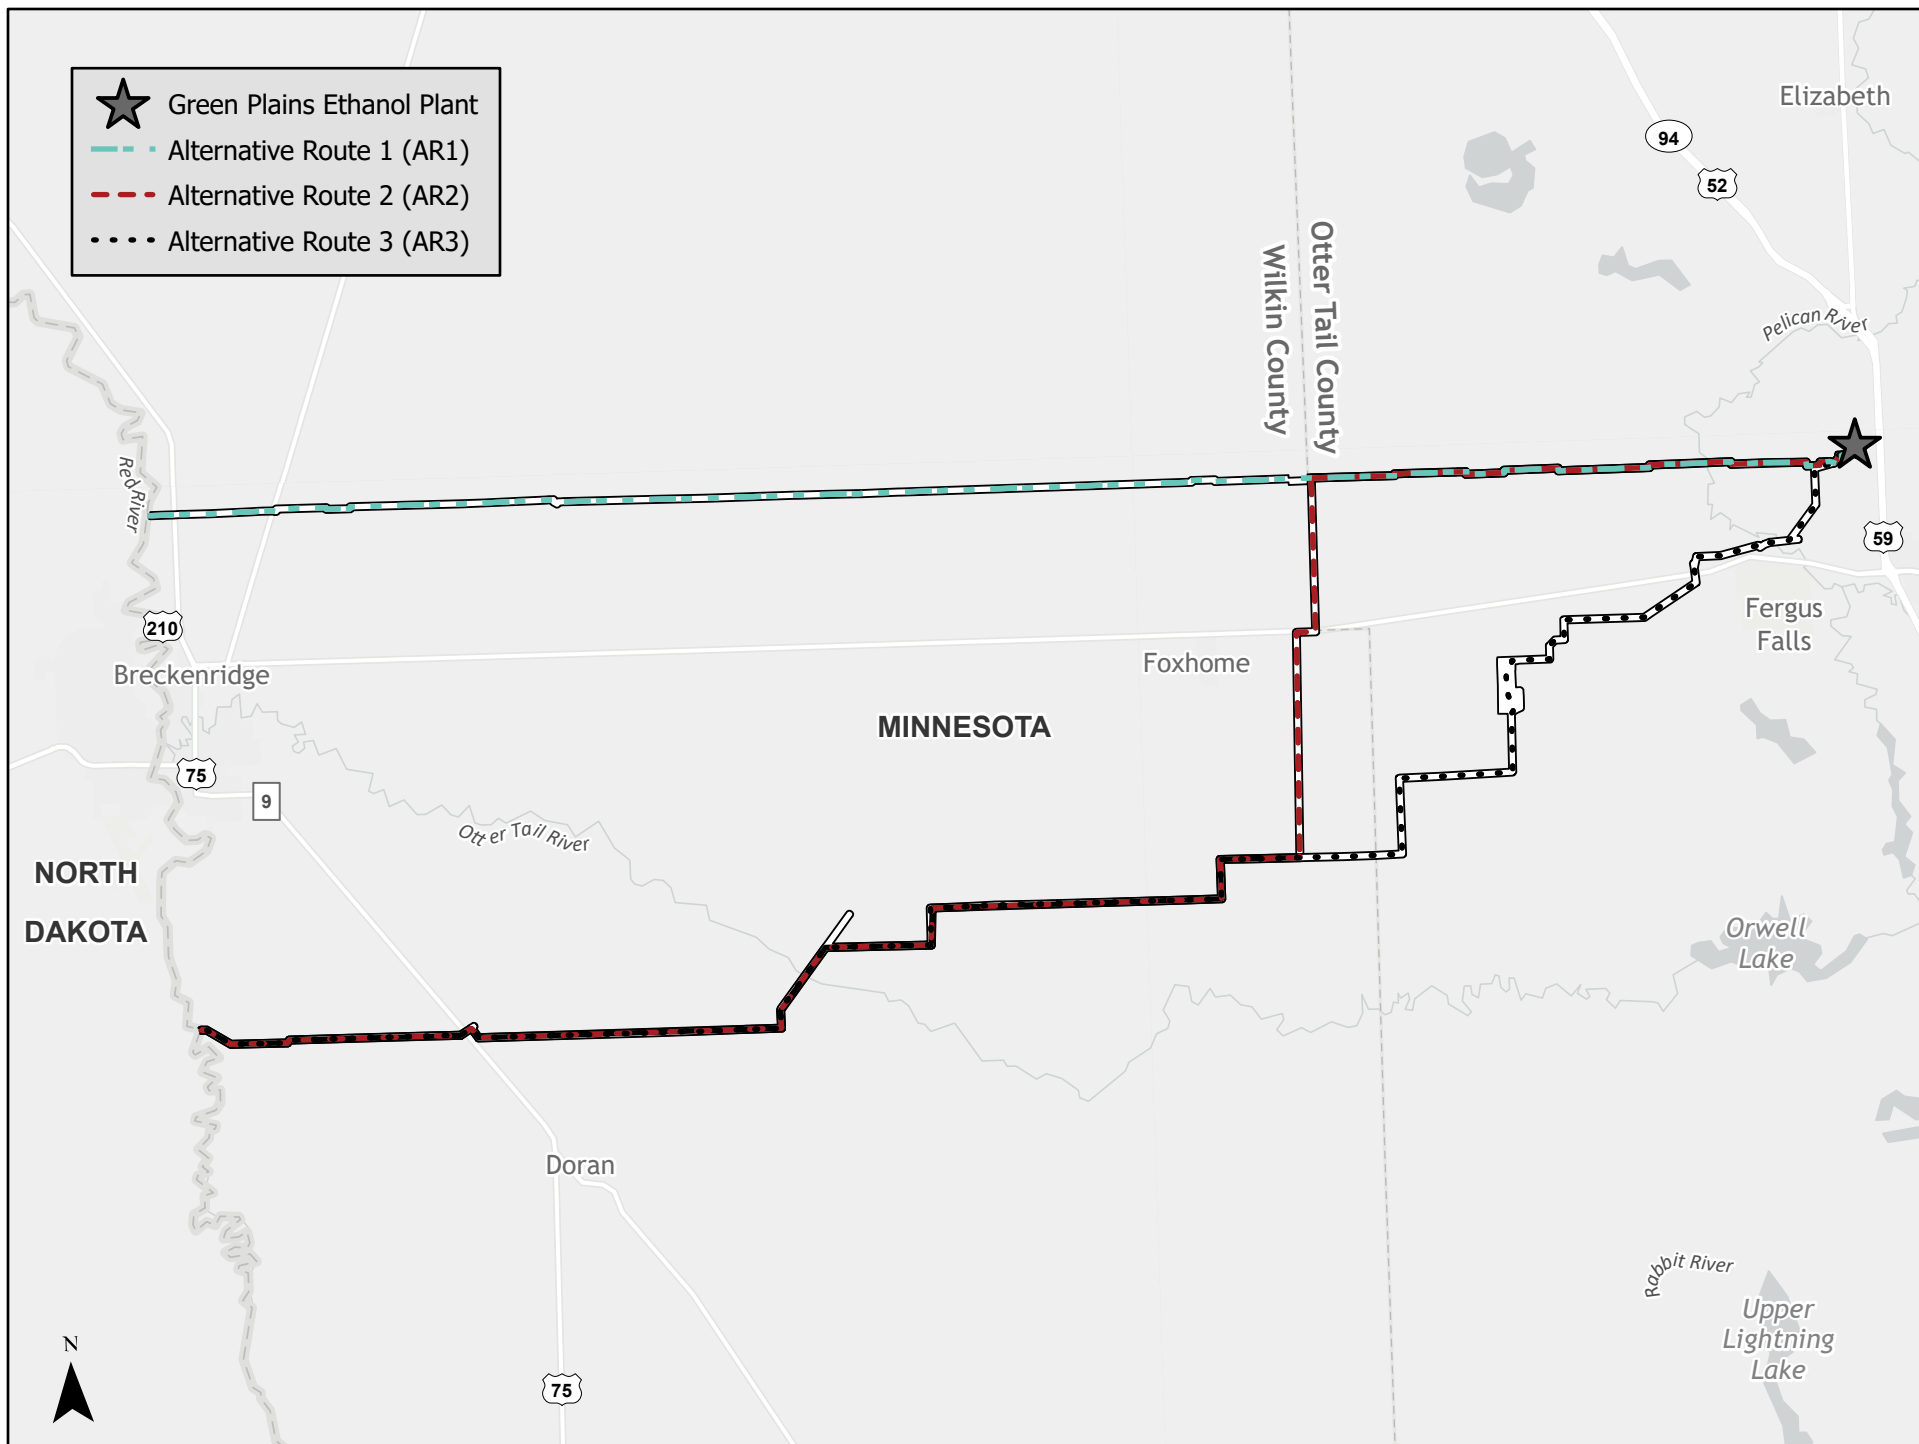 Green Plains Ethanol Plant
Alternative Route 1 (AR1)
Alternative Route 2 (AR2)
Alternative Route 3 (AR3)
Elizabeth
94
52
Otter Tail County
Wilkin County
Pelican River
Red River
59
210
Breckenridge
Foxhome
Fergus
Falls
MINNESOTA
75
9
Otter Tail River
NORTH
DAKOTA
Orwell
Lake
Doran
Rabbit River
Upper
Lightning
Lake
N
75